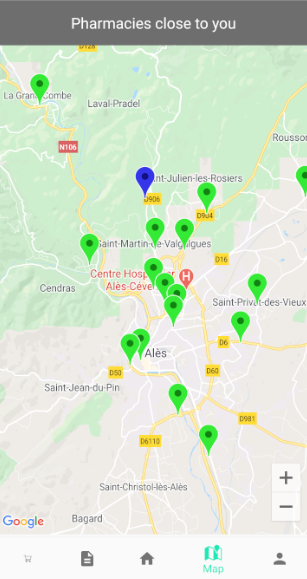 Pharmacies close to you
D128
La Grand-Combe
Laval-Pradel
Rousson
N106
Saint-Julien-les-Rosiers
D906
D904
Saint-Martin-de-Valgalgues
D16
Centre Hospitalier
Alès-Cévennes
H
Cendras
Saint-Privat-des-Vieux
D6
Alès
D50
D60
Saint-Jean-du-Pin
D981
D6110
Saint-Christol-lès-Alès
Bagard
Google
+
−
Map